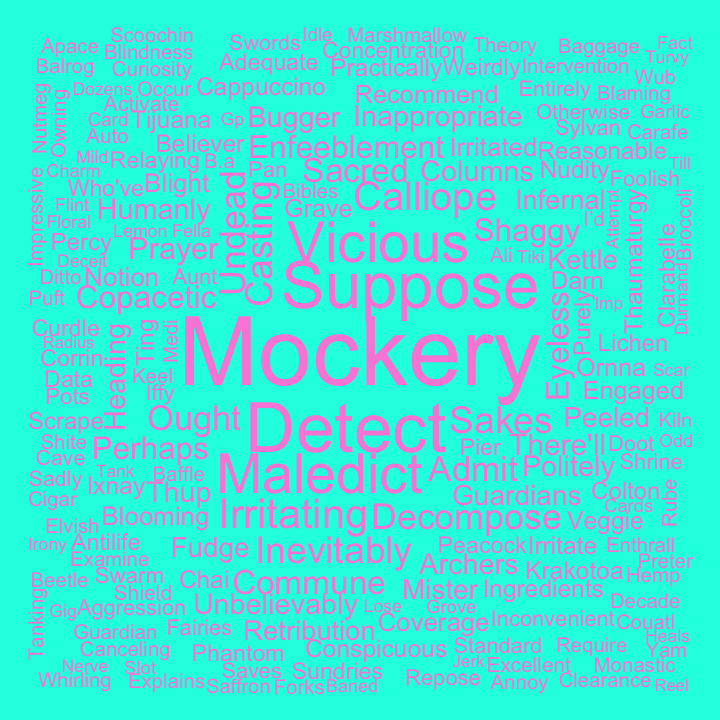 Scoochin
Idle
Marshmallow
Apace
Blindness
Swords
Concentration
Theory
Baggage
Fact
Balrog
Curiosity
Adequate
Practically
Weirdly
Intervention
Turvy
Nutmeg
Dozens
Occur
Cappuccino
Recommend
Entirely
Blaming
Wub
Owning
Activate
Card
Tijuana
Gp
Bugger
Inappropriate
Otherwise
Garlic
Auto
Believer
Enfeeblement
Irritated
Reasonable
Sylvan
Carafe
Mild
Relaying
B.a
Pan
Sacred
Columns
Nudity
Till
Charm
Who've
Blight
Undead
Casting
Bibles
Calliope
Infernal
Foolish
Impressive
Flint
Humanly
Grave
Shaggy
I'd
Attempt
Thaumaturgy
Broccoli
Floral
Lemon
Fella
Vicious
Percy
Prayer
Ali
Tiki
Kettle
Clarabelle
Deceit
Ditto
Notion
Aunt
Suppose
Darn
Durmand
Puft
Copacetic
Eyeless
Purely
Imp
Curdle
Heading
Ting
Medi
Mockery
Lichen
Radius
Corrin
Keel
Ornna
Scar
Data
Iffy
Engaged
Pots
Scrape
Ought
Detect
Sakes
Peeled
Kiln
Shite
Perhaps
Pier
There'll
Doot
Odd
Cave
Tank
Baffle
Maledict
Admit
Politely
Shrine
Sadly
Ixnay
Thup
Guardians
Colton
Rube
Cigar
Blooming
Irritating
Decompose
Veggie
Cards
Elvish
Irony
Antilife
Fudge
Inevitably
Peacock
Irritate
Enthrall
Examine
Archers
Krakotoa
Preter
Beetle
Swarm
Chai
Commune
Mister
Ingredients
Hemp
Shield
Tanking
Gig
Aggression
Unbelievably
Lose
Grove
Decade
Guardian
Fairies
Retribution
Coverage
Inconvenient
Couatl
Canceling
Phantom
Conspicuous
Standard
Require
Heals
Yam
Nerve
Slot
Saves
Sundries
Jerk
Excellent
Monastic
Whirling
Explains
Saffron
Forks
Baned
Repose
Annoy
Clearance
Reel